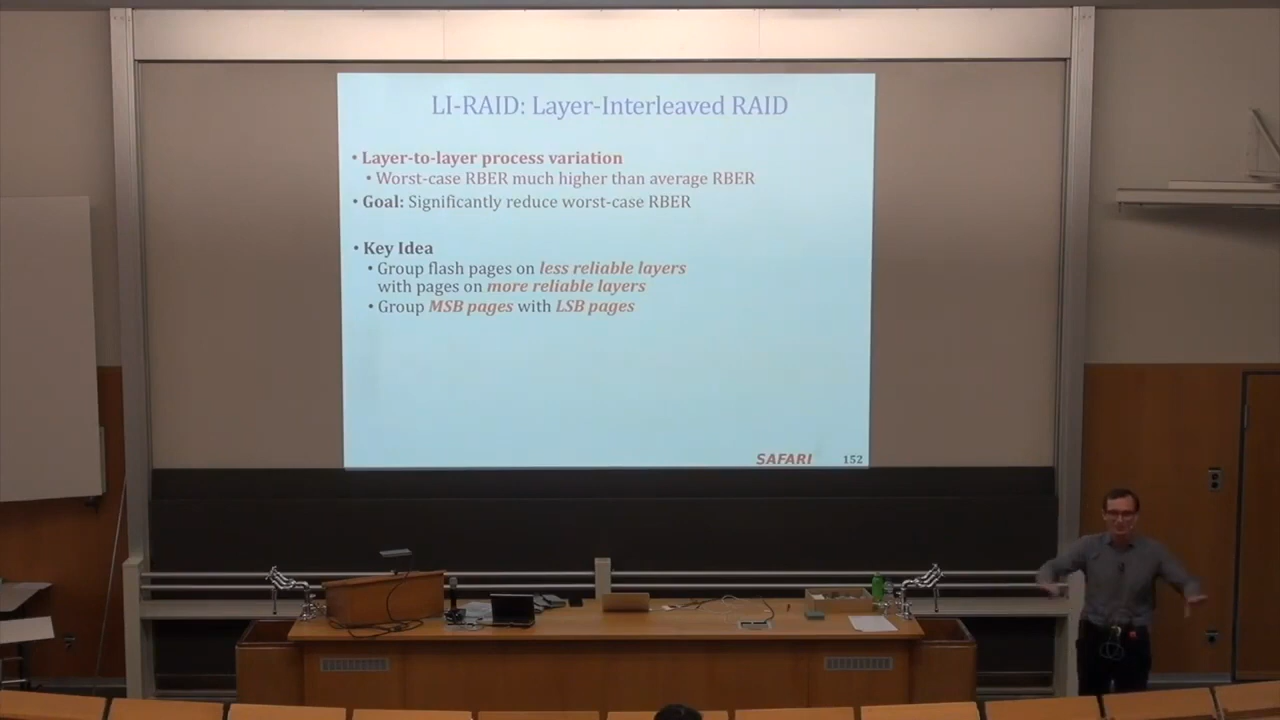 LI-RAID: Layer-Interleaved RAID
• Layer-to-layer process variation
• Worst-case RBER much higher than average RBER
• Goal: Significantly reduce worst-case RBER
• Key Idea
• Group flash pages on less reliable layers
with pages on more reliable layers
• Group MSB pages with LSB pages
SAFARI 152